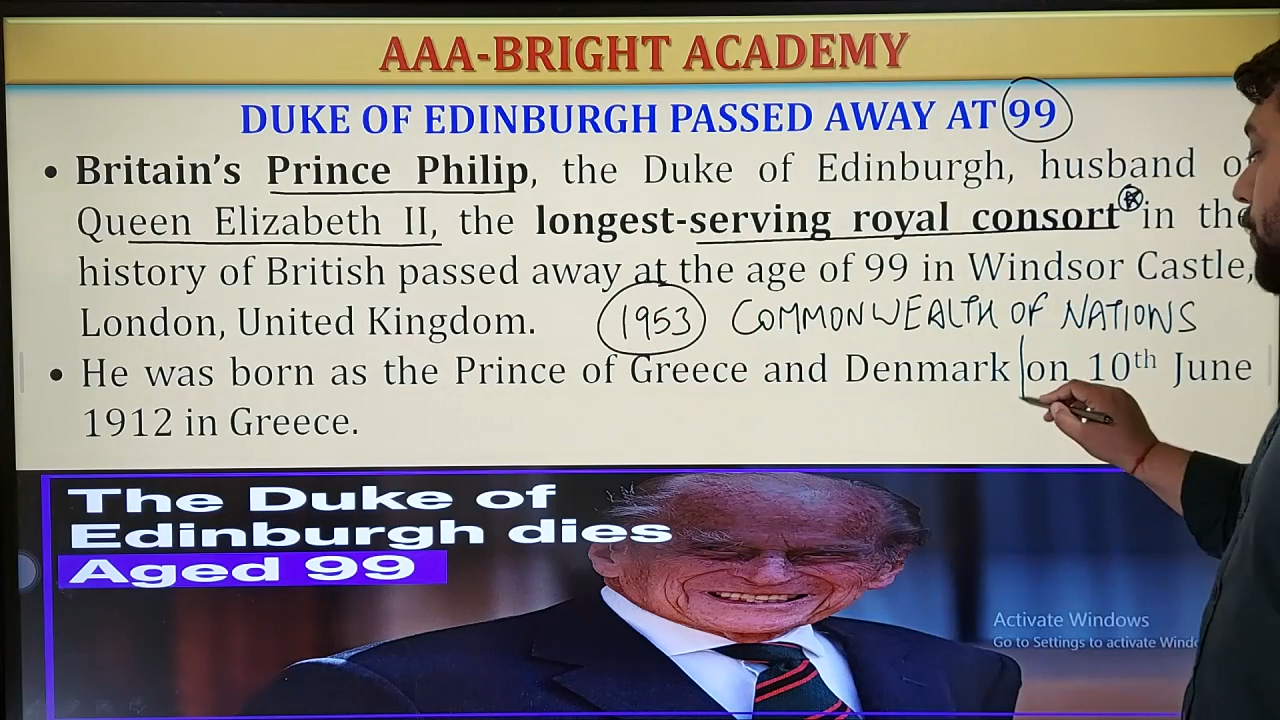 AAA-BRIGHT ACADEMY
DUKE OF EDINBURGH PASSED AWAY AT 99
• Britain's Prince Philip, the Duke of Edinburgh, husband of
Queen Elizabeth II, the longest-serving royal consort in the
history of British passed away at the age of 99 in Windsor Castle,
London, United Kingdom. 1953 COMMONWEALTH OF NATIONS
• He was born as the Prince of Greece and Denmark on 10th June
1912 in Greece.
The Duke of
Edinburgh dies
Aged 99
Activate Windows
Go to Settings to activate Windo